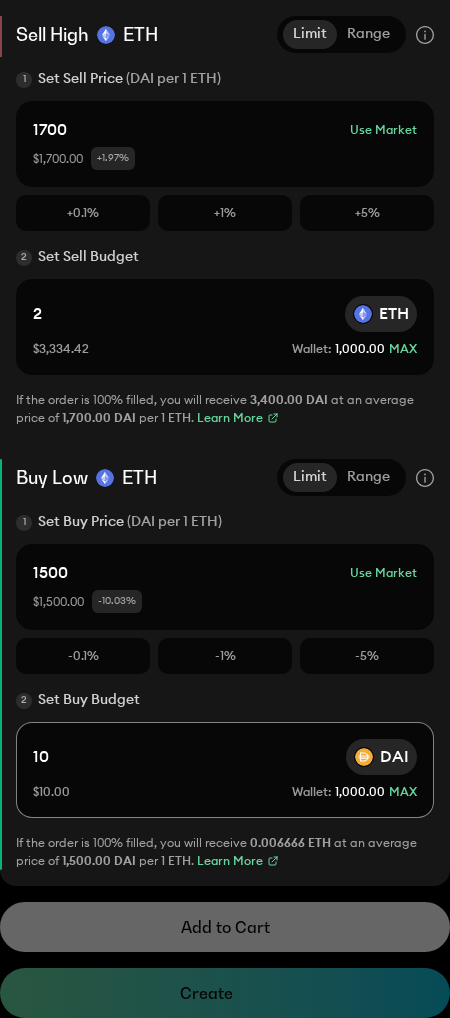 Sell High ETH Limit Range
1 Set Sell Price (DAI per 1 ETH)
1700 Use Market
$1,700.00 +1.97%
+0.1% +1% +5%
2 Set Sell Budget
2 ETH
$3,334.42 Wallet: 1,000.00 MAX
If the order is 100% filled, you will receive 3,400.00 DAI at an average
price of 1,700.00 DAI per 1 ETH. Learn More
Buy Low ETH Limit Range
1 Set Buy Price (DAI per 1 ETH)
1500 Use Market
$1,500.00 -10.03%
-0.1% -1% -5%
2 Set Buy Budget
10 DAI
$10.00 Wallet: 1,000.00 MAX
If the order is 100% filled, you will receive 0.006666 ETH at an average
price of 1,500.00 DAI per 1 ETH. Learn More
Add to Cart
Create